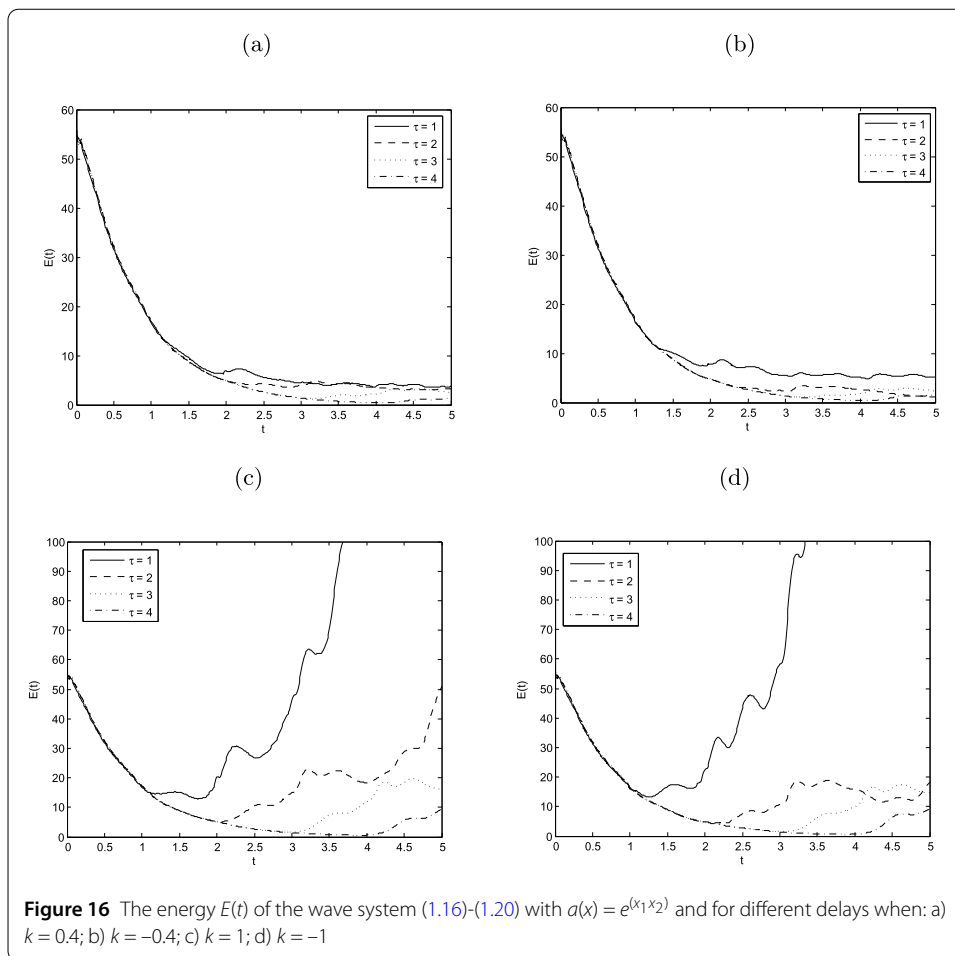 (a)
(b)
60
50
40
30
20
10
0
E(t)
0 0.5 1 1.5 2 2.5 3 3.5 4 4.5 5
t
τ = 1
τ = 2
τ = 3
τ = 4
60
50
40
30
20
10
0
E(t)
0 0.5 1 1.5 2 2.5 3 3.5 4 4.5 5
t
τ = 1
τ = 2
τ = 3
τ = 4
(c)
(d)
100
90
80
70
60
50
40
30
20
10
0
E(t)
0 0.5 1 1.5 2 2.5 3 3.5 4 4.5 5
t
τ = 1
τ = 2
τ = 3
τ = 4
100
90
80
70
60
50
40
30
20
10
0
E(t)
0 0.5 1 1.5 2 2.5 3 3.5 4 4.5 5
t
τ = 1
τ = 2
τ = 3
τ = 4
Figure 16 The energy E(t) of the wave system (1.16)-(1.20) with a(x) = e^(x₁x₂) and for different delays when: a)
k = 0.4; b) k = –0.4; c) k = 1; d) k = –1